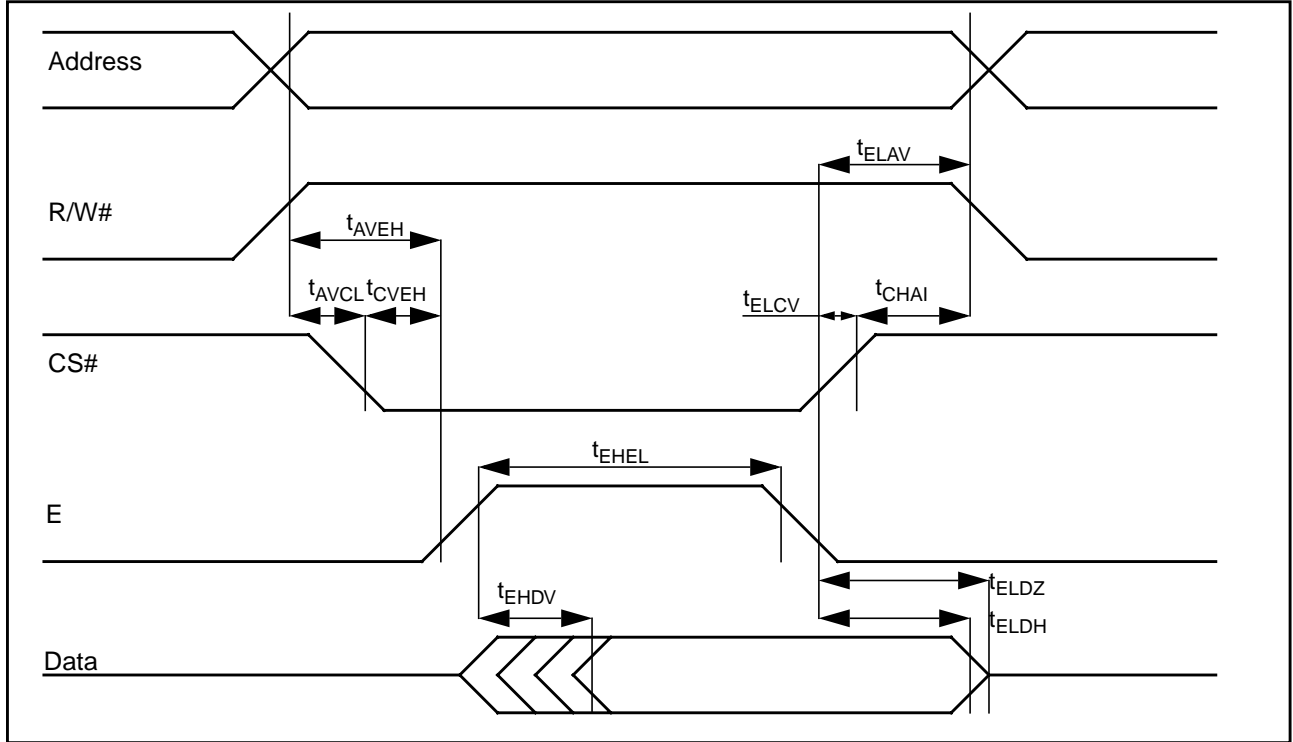 Address
tELAV
R/W#
tAVEH
tAVCL tCVEH
tELCV
tCHAI
CS#
tEHEL
E
tEHDV
tELDZ
tELDH
Data